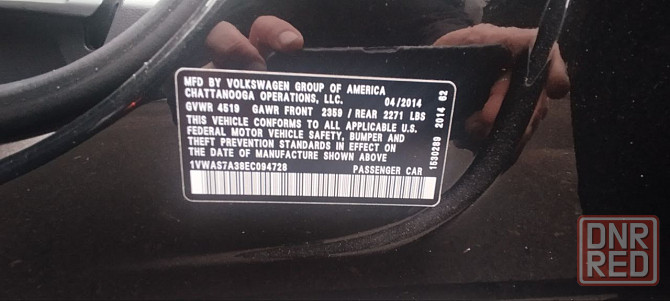 MFD BY VOLKSWAGEN GROUP OF AMERICA
CHATTANOOGA OPERATIONS, LLC. 04/2014
GVWR 4519 GAWR FRONT 2359 / REAR 2271 LBS
THIS VEHICLE CONFORMS TO ALL APPLICABLE U.S.
FEDERAL MOTOR VEHICLE SAFETY, BUMPER AND
THEFT PREVENTION STANDARDS IN EFFECT ON
THE DATE OF MANUFACTURE SHOWN ABOVE
1VWAS7A38EC094728 PASSENGER CAR
1530289 2014 62
DNR
RED